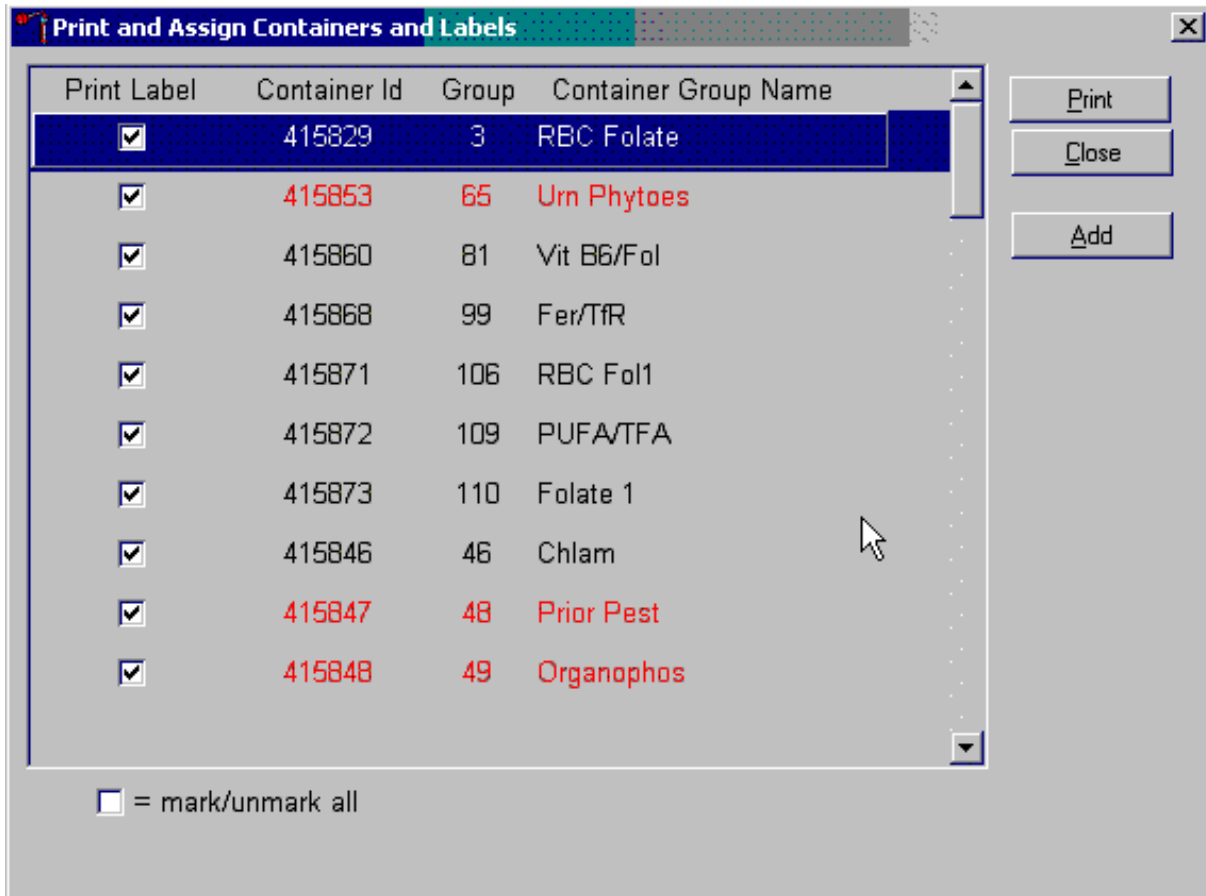 Print and Assign Containers and Labels
Print Label Container Id Group Container Group Name
415829 3 RBC Folate
415853 65 Urn Phytoes
415860 81 Vit B6/Fol
415868 99 Fer/TfR
415871 106 RBC Fol1
415872 109 PUFA/TFA
415873 110 Folate 1
415846 46 Chlam
415847 48 Prior Pest
415848 49 Organophos
= mark/unmark all
Print
Close
Add